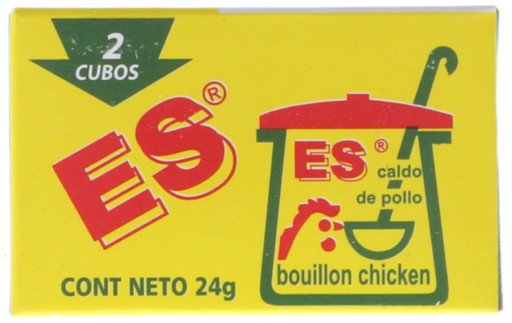 2
CUBOS
ES®
CONT NETO 24g
ES®
caldo
de pollo
bouillon chicken